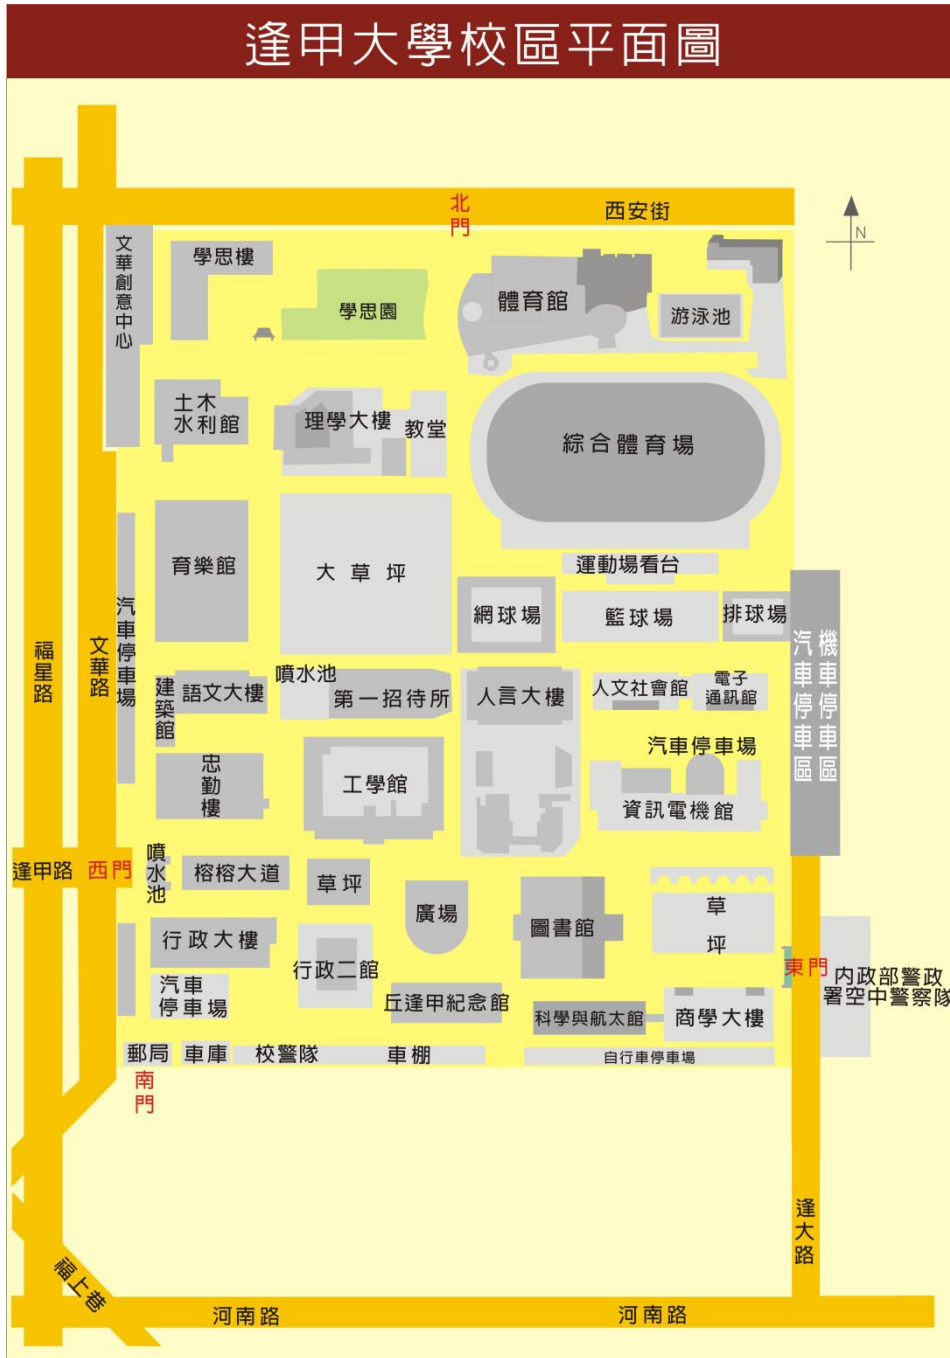 逢甲大學校區平面圖
北門
西安街
N
文華創意中心
學思樓
學思園
體育館
游泳池
土木
水利館
理學大樓
教堂
綜合體育場
育樂館
大草坪
運動場看台
網球場
籃球場
排球場
汽車停車場
福星路
文華路
機車停車區
汽車停車區
噴水池
建築館
語文大樓
第一招待所
人言大樓
人文社會館
電子
通訊館
忠勤樓
工學館
汽車停車場
資訊電機館
逢甲路
西門
噴水池
榕榕大道
草坪
廣場
圖書館
草坪
行政大樓
行政二館
東門
內政部警政
署空中警察隊
汽車
停車場
丘逢甲紀念館
科學與航太館
商學大樓
郵局
車庫
校警隊
車棚
自行車停車場
南門
逢大路
福上巷
河南路
河南路